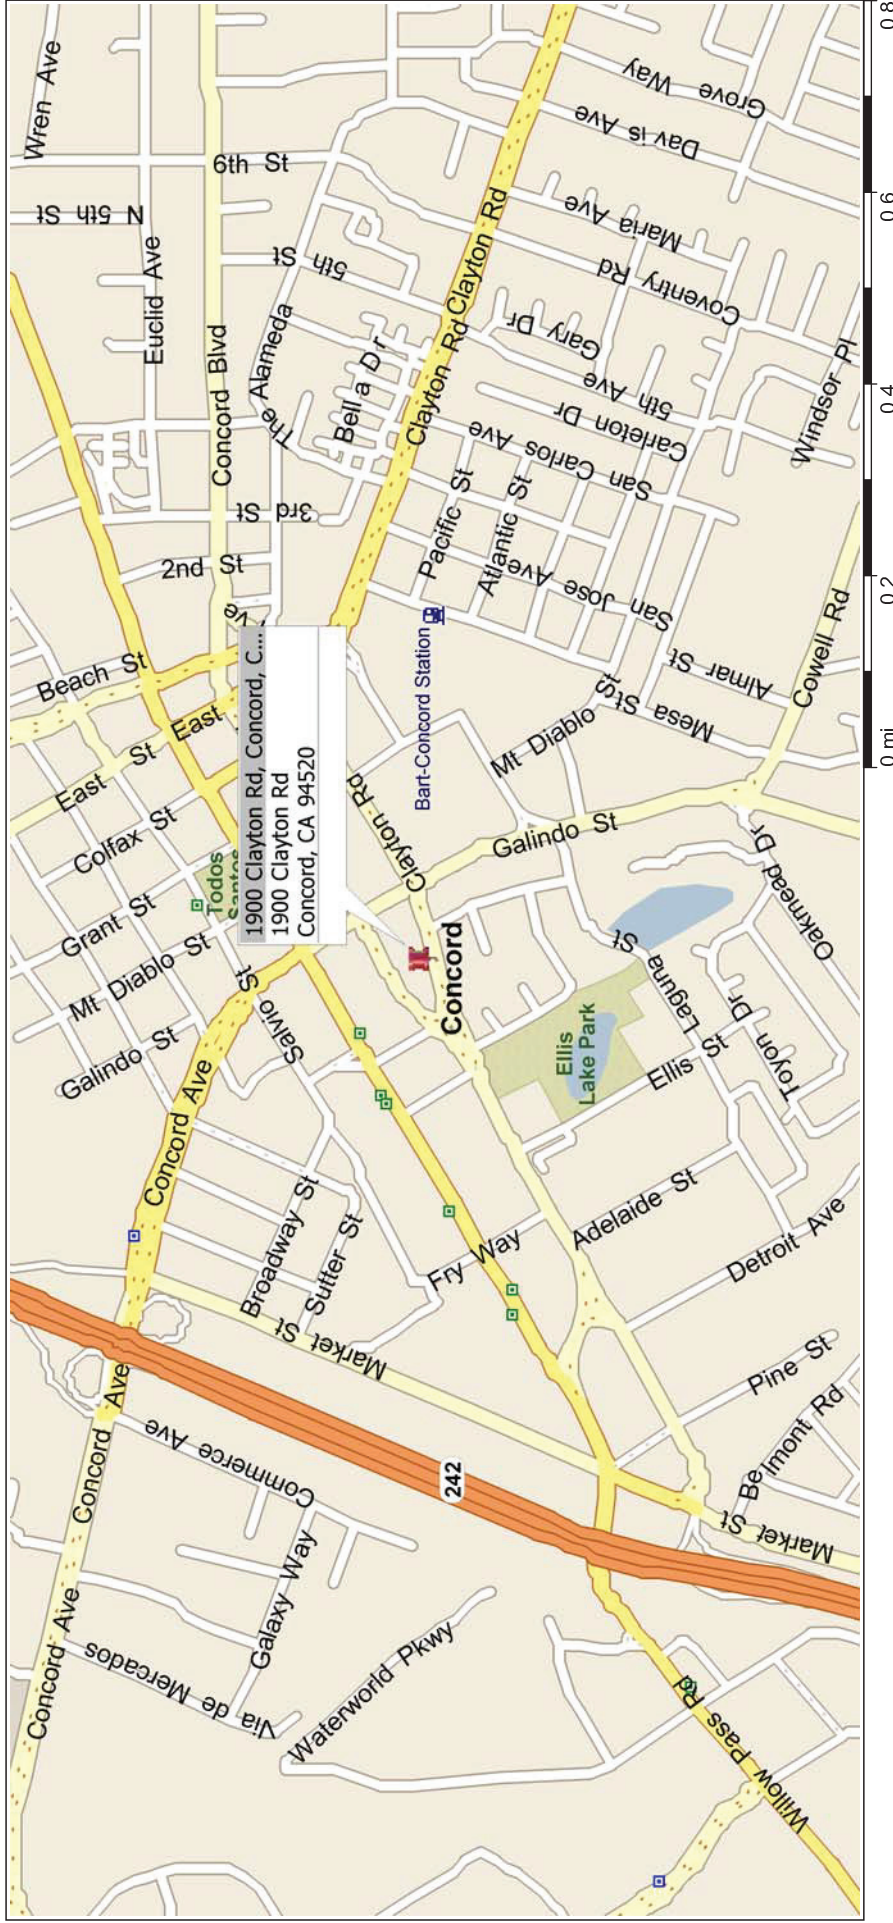 Wren Ave
N 5th St
6th St
Grove Way
Davis Ave
Euclid Ave
Concord Blvd
5th St
Clayton Rd
Maria Ave
Coventry Rd
The Alameda
Bell a Dr
Clayton Rd
Gary Dr
5th Ave
Carleton Dr
Windsor Pl
3rd St
2nd St
Pacific St
Atlantic St
San Carlos Ave
San Jose Ave
Beach St
East St
East
Ave
Bart-Concord Station
Mt Diablo St
Mesa St
Almar St
Cowell Rd
1900 Clayton Rd, Concord, C...
1900 Clayton Rd
Concord, CA 94520
Colfax St
Grant St
Mt Diablo St
Galindo St
Todos
Santos
Salvio St
Clayton Rd
Galindo St
Concord
Ellis
Lake Park
Laguna St
Oakmead Dr
Toyon Dr
Ellis St
Concord Ave
Broadway St
Sutter St
Fry Way
Adelaide St
Detroit Ave
Market St
Concord Ave
Commerce Ave
242
Pine St
Belmont Rd
Market St
Galaxy Way
Via de Mercados
Concord Ave
Waterworld Pkwy
Willow Pass Rd
0 mi
0 2
0 4
0 6
0 8